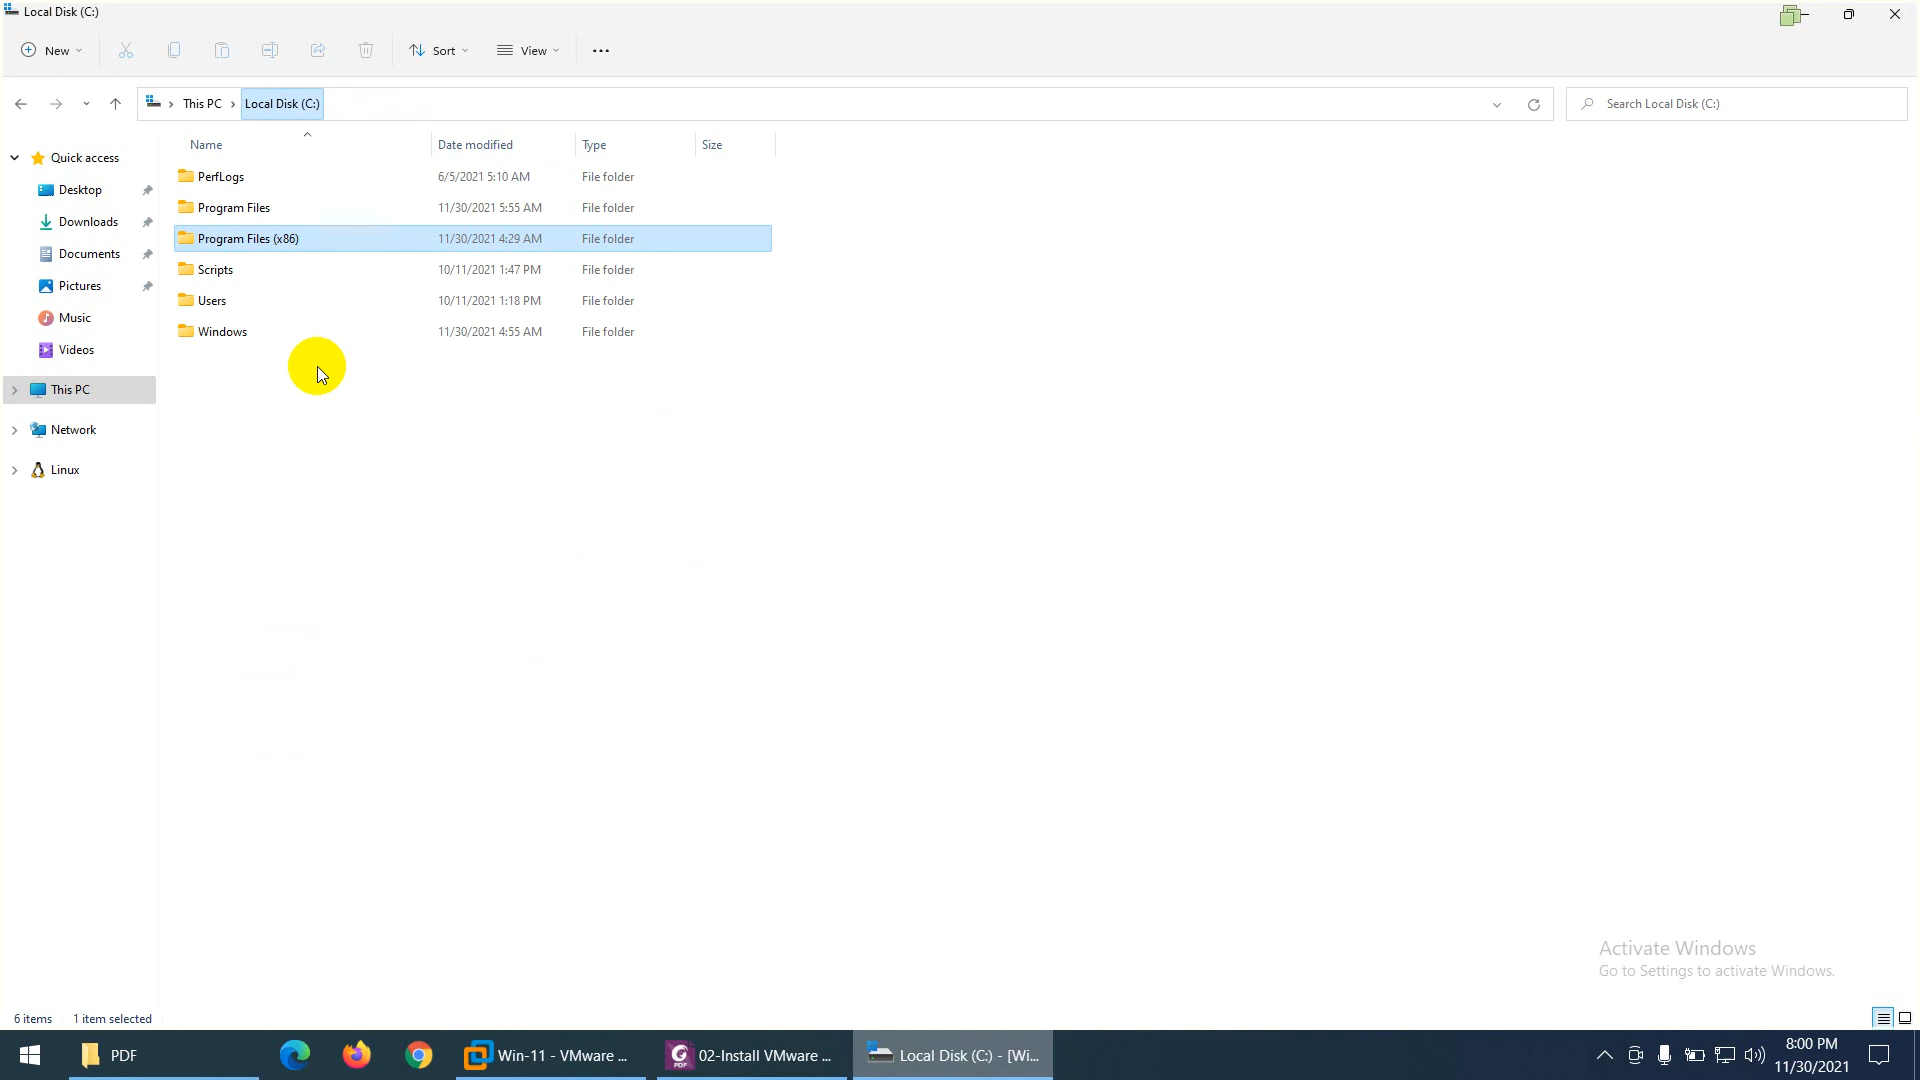 Local Disk (C:)
New Sort View
This PC Local Disk (C:) Search Local Disk (C:)
Name Date modified Type Size
Quick access
Desktop
Downloads
Documents
Pictures
Music
Videos
This PC
Network
Linux
PerfLogs 6/5/2021 5:10 AM File folder
Program Files 11/30/2021 5:55 AM File folder
Program Files (x86) 11/30/2021 4:29 AM File folder
Scripts 10/11/2021 1:47 PM File folder
Users 10/11/2021 1:18 PM File folder
Windows 11/30/2021 4:55 AM File folder
Activate Windows
Go to Settings to activate Windows.
6 items 1 item selected
PDF Win-11 - VMware ... PDF 02-Install VMware ... Local Disk (C:) - [Wi...
8:00 PM
11/30/2021